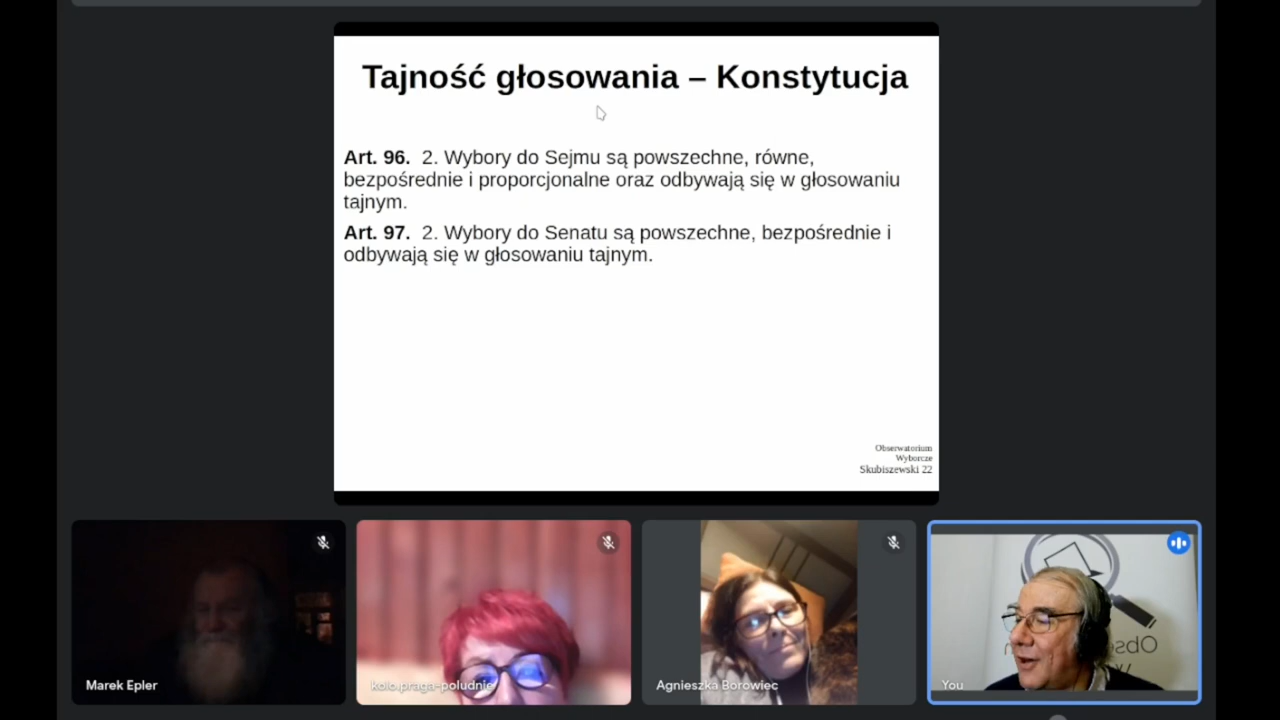 Tajność głosowania – Konstytucja
Art. 96. 2. Wybory do Sejmu są powszechne, równe,
bezpośrednie i proporcjonalne oraz odbywają się w głosowaniu
tajnym.
Art. 97. 2. Wybory do Senatu są powszechne, bezpośrednie i
odbywają się w głosowaniu tajnym.
Obserwatorium
Wyborcze
Skubiszewski 22
Marek Epler
kolo.praga-poludnie
Agnieszka Borowiec
You